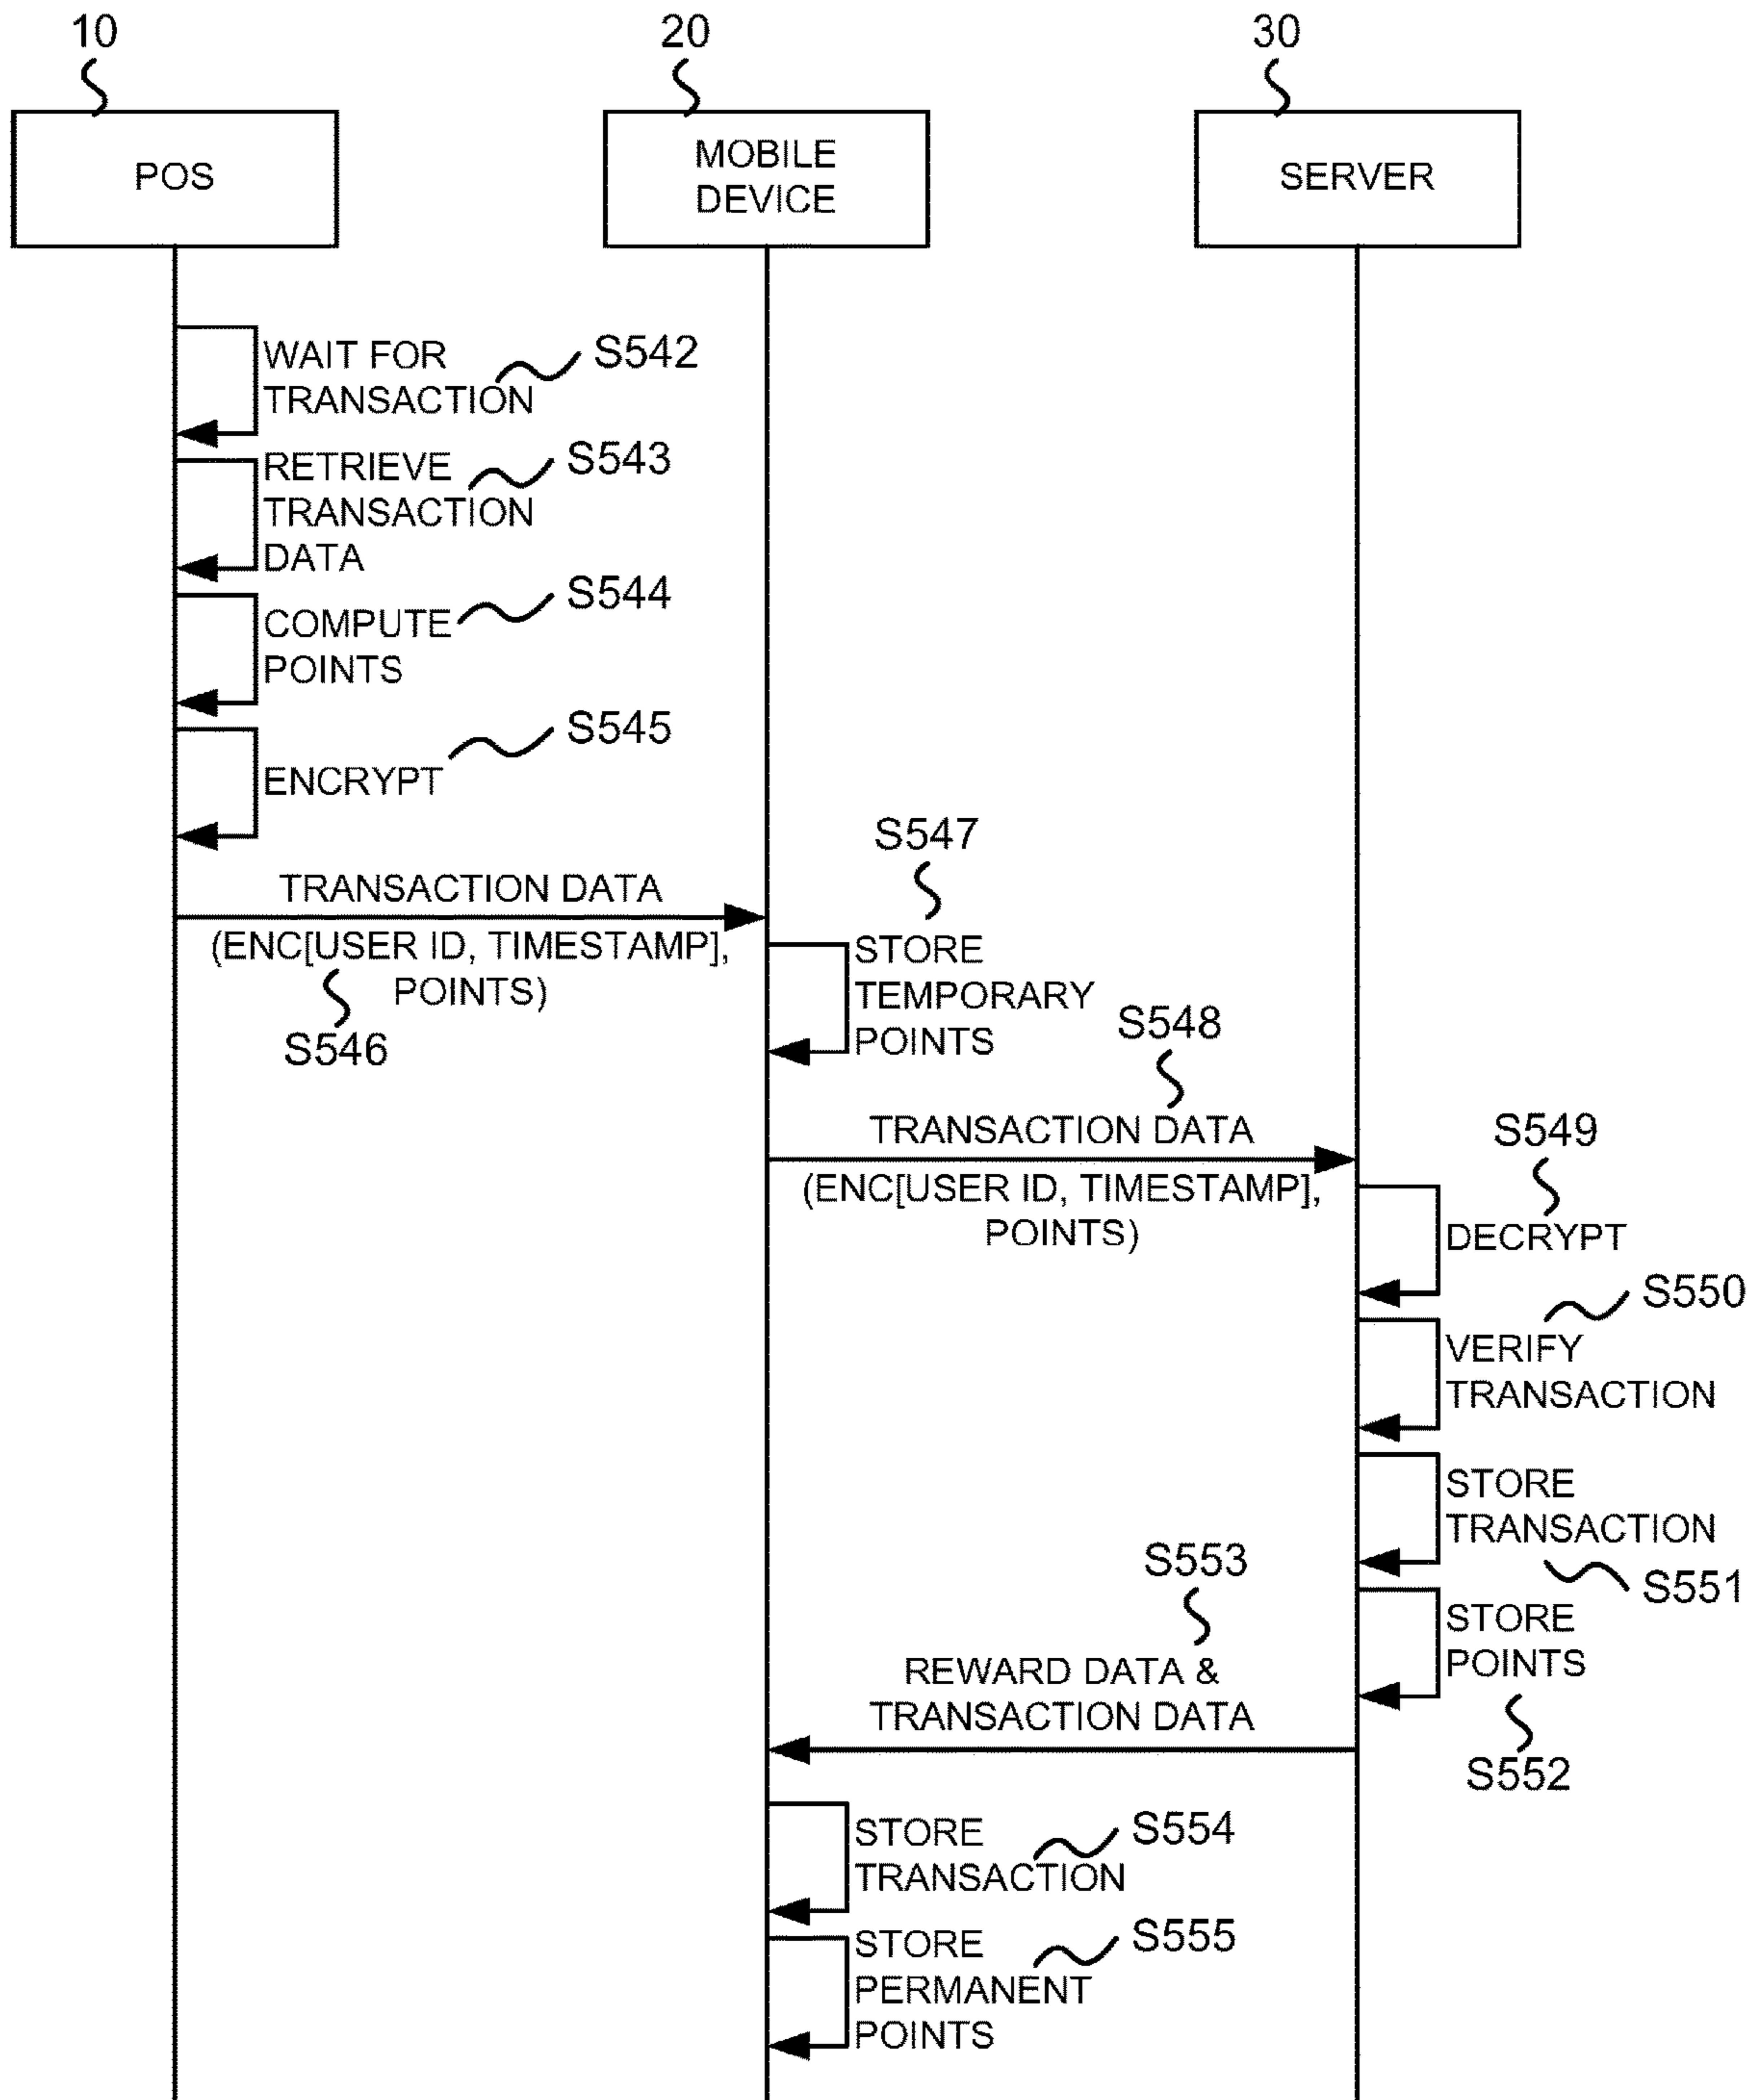 10
20
30
POS
MOBILE
DEVICE
SERVER
WAIT FOR
TRANSACTION
S542
RETRIEVE
TRANSACTION
DATA
S543
COMPUTE
POINTS
S544
ENCRYPT
S545
TRANSACTION DATA
(ENC[USER ID, TIMESTAMP],
POINTS)
S546
S547
STORE
TEMPORARY
POINTS
S548
TRANSACTION DATA
(ENC[USER ID, TIMESTAMP],
POINTS)
S549
DECRYPT
S550
VERIFY
TRANSACTION
STORE
TRANSACTION
S551
STORE
POINTS
S552
S553
REWARD DATA &
TRANSACTION DATA
STORE
TRANSACTION
S554
STORE
PERMANENT
POINTS
S555